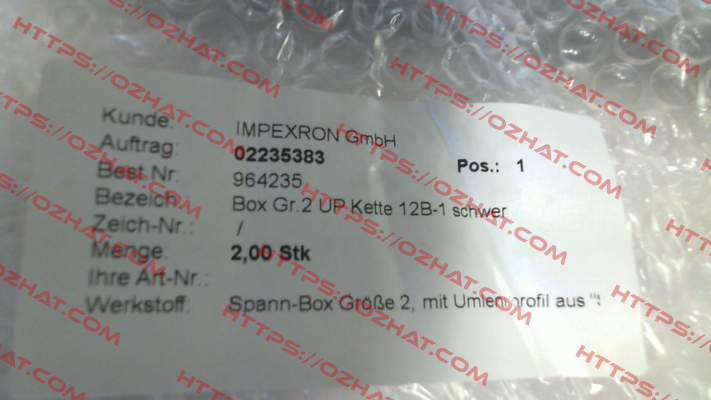 Kunde: IMPEXRON GmbH
Auftrag: 02235383 Pos.: 1
Best Nr: 964235
Bezeich.: Box Gr.2 UP Kette 12B-1 schwer
Zeich-Nr.: /
Menge: 2,00 Stk
Ihre Art-Nr.:
Werkstoff: Spann-Box Größe 2, mit Umlenkprofil aus "S
HTTPS://OZHAT.COM